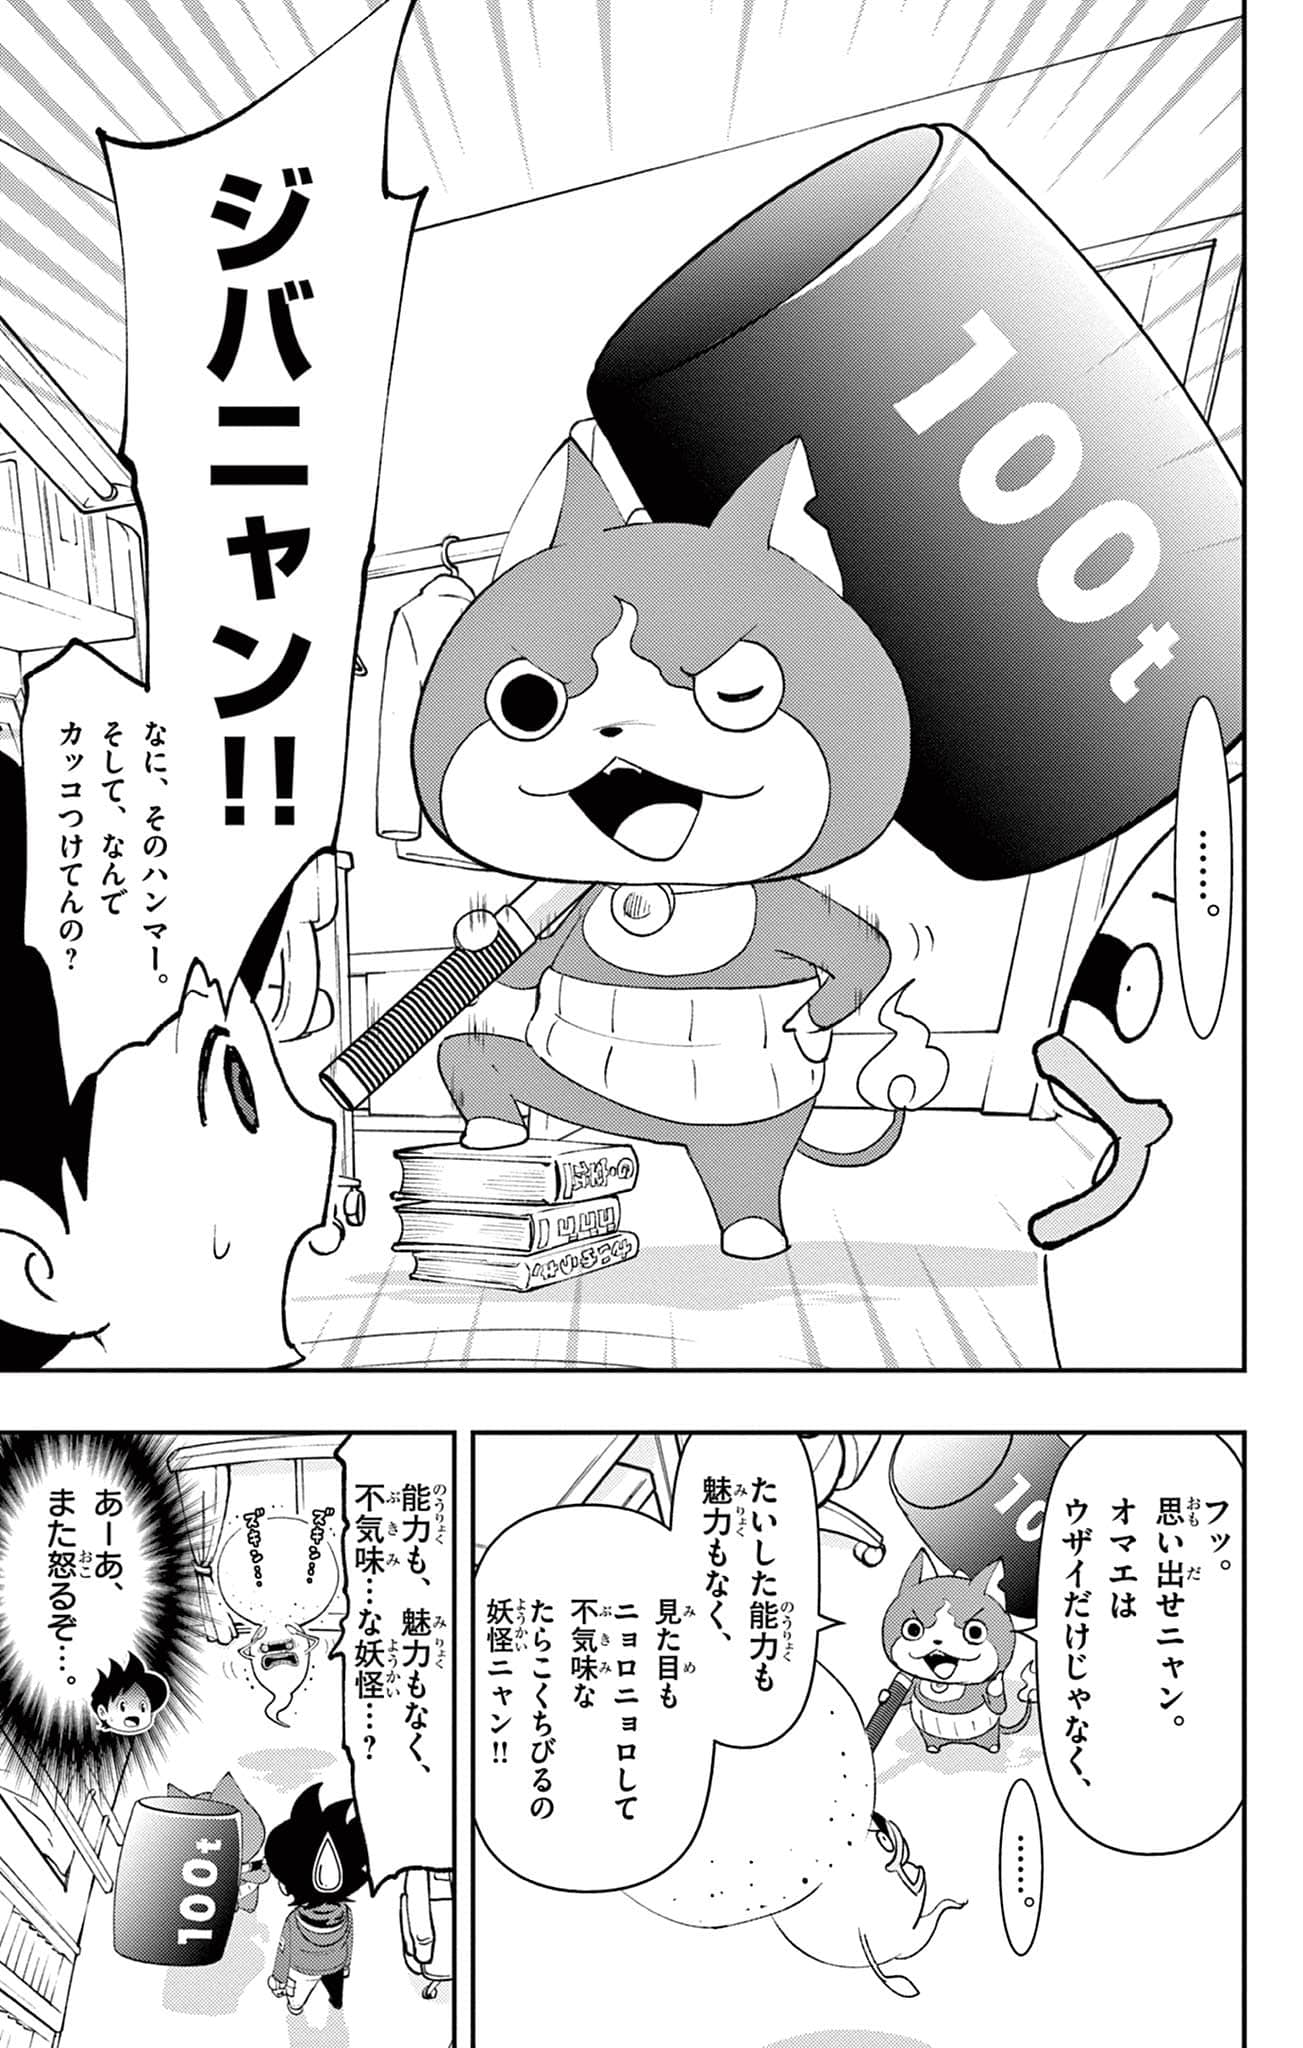 １００ｔ
……。
ジバニャン!!
なに、そのハンマー。
そして、なんで
カッコつけてんの？
フッ。
思い出せニャン。
オマエは
ウザイだけじゃなく、
たいした能力も
魅力もなく、
見た目も
ニョロニョロして
不気味な
たらこくちびるの
妖怪ニャン!!
……。
能力も、魅力もなく、
不気味…な妖怪…？
ズキン…。
ズキン…。
あーあ、
また怒るぞ…。
100t